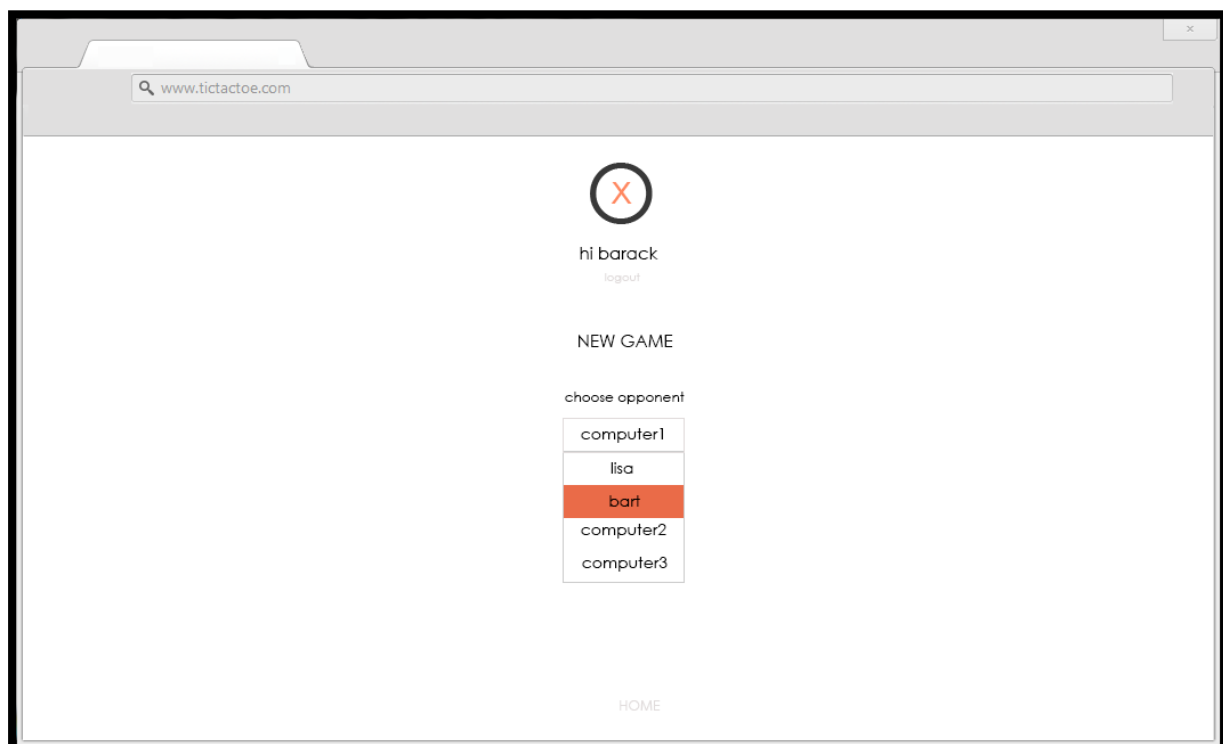 ×
www.tictactoe.com
X
hi barack
logout
NEW GAME
choose opponent
computer1
lisa
bart
computer2
computer3
HOME